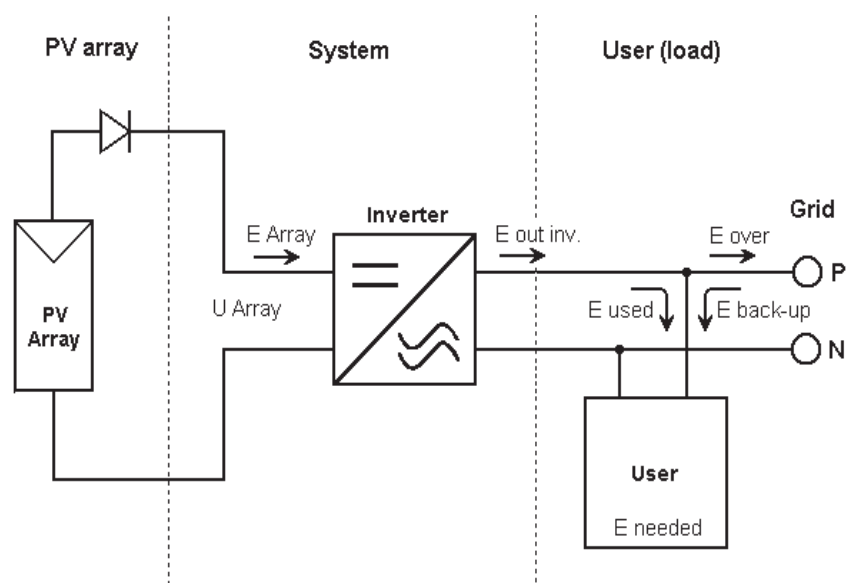 PV array
System
User (load)
Inverter
Grid
E Array
E out inv.
E over
P
U Array
E used
E back-up
PV
Array
N
User
E needed